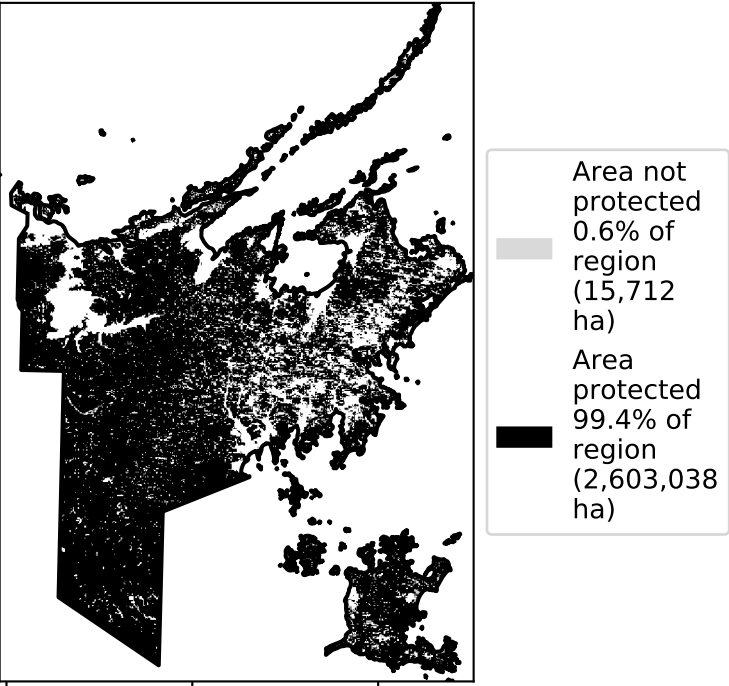 Area not
protected
0.6% of
region
(15,712
ha)
Area
protected
99.4% of
region
(2,603,038
ha)